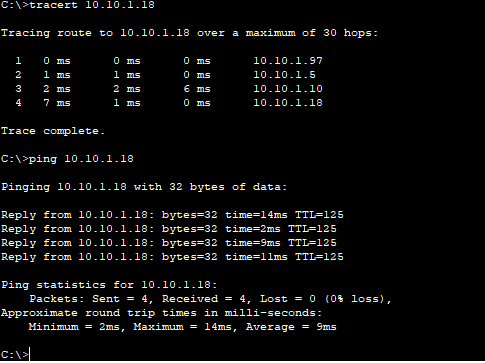 C:\>tracert 10.10.1.18
Tracing route to 10.10.1.18 over a maximum of 30 hops:
1 0 ms 0 ms 0 ms 10.10.1.97
2 1 ms 1 ms 0 ms 10.10.1.5
3 2 ms 2 ms 6 ms 10.10.1.10
4 7 ms 1 ms 0 ms 10.10.1.18
Trace complete.
C:\>ping 10.10.1.18
Pinging 10.10.1.18 with 32 bytes of data:
Reply from 10.10.1.18: bytes=32 time=14ms TTL=125
Reply from 10.10.1.18: bytes=32 time=2ms TTL=125
Reply from 10.10.1.18: bytes=32 time=9ms TTL=125
Reply from 10.10.1.18: bytes=32 time=11ms TTL=125
Ping statistics for 10.10.1.18:
Packets: Sent = 4, Received = 4, Lost = 0 (0% loss),
Approximate round trip times in milli-seconds:
Minimum = 2ms, Maximum = 14ms, Average = 9ms
C:\>